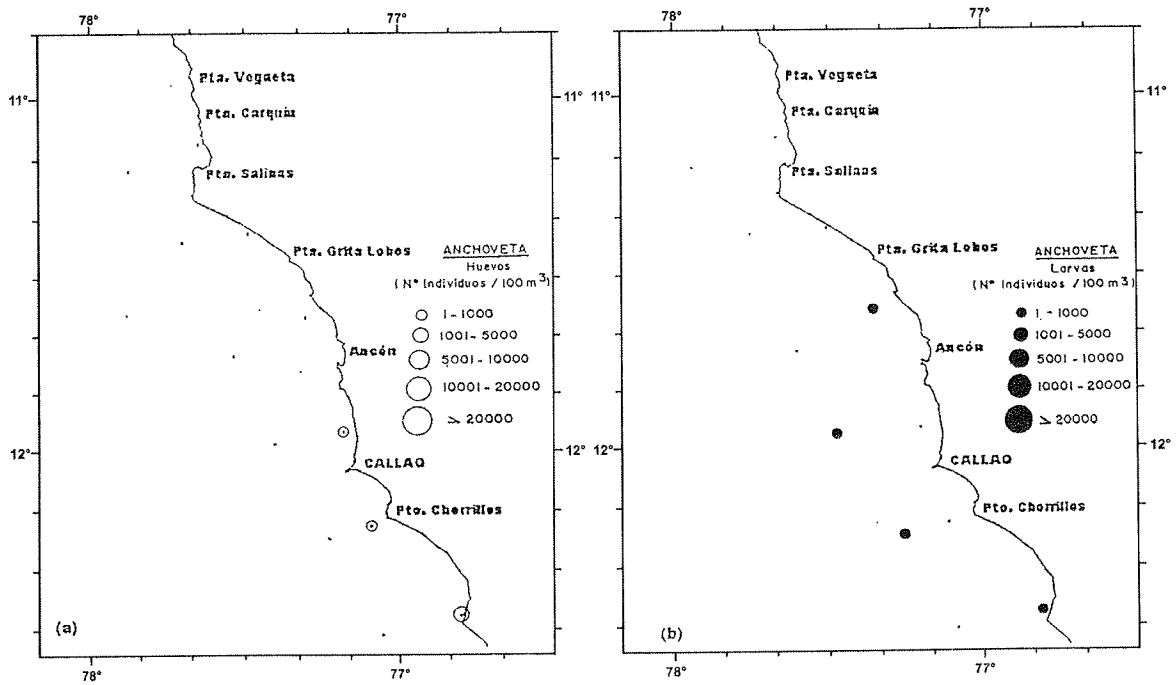 78° 77°
11° 11°
Pta. Vegueta
Pta. Carquín
Pta. Salinas
Pta. Grita Lobos
ANCHOVETA
Huevos
(N° Individuos / 100 m³)
1-1000
1001-5000
5001-10000
10001-20000
≥ 20000
Ancón
12° 12°
CALLAO
Pto. Chorrillos
(a)
78° 77°
78° 77°
11° 11°
Pta. Vegueta
Pta. Carquín
Pta. Salinas
Pta. Grita Lobos
ANCHOVETA
Larvas
(N° Individuos / 100 m³)
1-1000
1001-5000
5001-10000
10001-20000
≥ 20000
Ancón
12°
CALLAO
Pto. Chorrillos
(b)
78° 77°